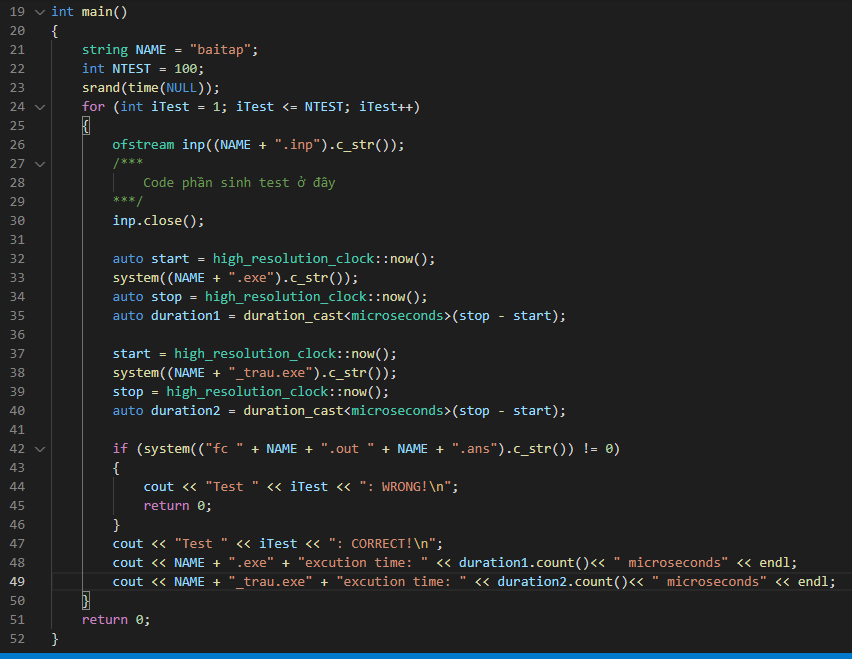 19 int main()
20 {
21 string NAME = "baitap";
22 int NTEST = 100;
23 srand(time(NULL));
24 for (int iTest = 1; iTest <= NTEST; iTest++)
25 {
26 ofstream inp((NAME + ".inp").c_str());
27 /***
28 Code phần sinh test ở đây
29 ***/
30 inp.close();
31
32 auto start = high_resolution_clock::now();
33 system((NAME + ".exe").c_str());
34 auto stop = high_resolution_clock::now();
35 auto duration1 = duration_cast<microseconds>(stop - start);
36
37 start = high_resolution_clock::now();
38 system((NAME + "_trau.exe").c_str());
39 stop = high_resolution_clock::now();
40 auto duration2 = duration_cast<microseconds>(stop - start);
41
42 if (system(("fc " + NAME + ".out " + NAME + ".ans").c_str()) != 0)
43 {
44 cout << "Test " << iTest << ": WRONG!\n";
45 return 0;
46 }
47 cout << "Test " << iTest << ": CORRECT!\n";
48 cout << NAME + ".exe" + "excution time: " << duration1.count()<< " microseconds" << endl;
49 cout << NAME + "_trau.exe" + "excution time: " << duration2.count()<< " microseconds" << endl;
50 }
51 return 0;
52 }